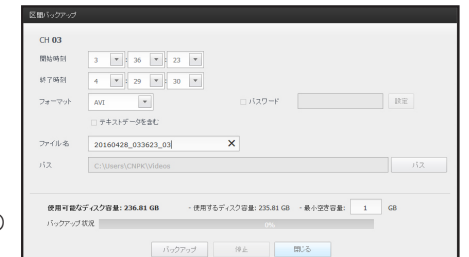 区間バックアップ
CH 03
開始時刻 3 : 36 : 23
終了時刻 4 : 29 : 30
フォーマット AVI パスワード 設定
テキストデータを含む
ファイル名 20160428_033623_03 X
パス C:\Users\CNPK\Videos パス
使用可能なディスク容量: 236.81 GB - 使用するディスク容量: 235.81 GB - 最小空き容量: 1 GB
バックアップ状況 0%
バックアップ 停止 閉じる